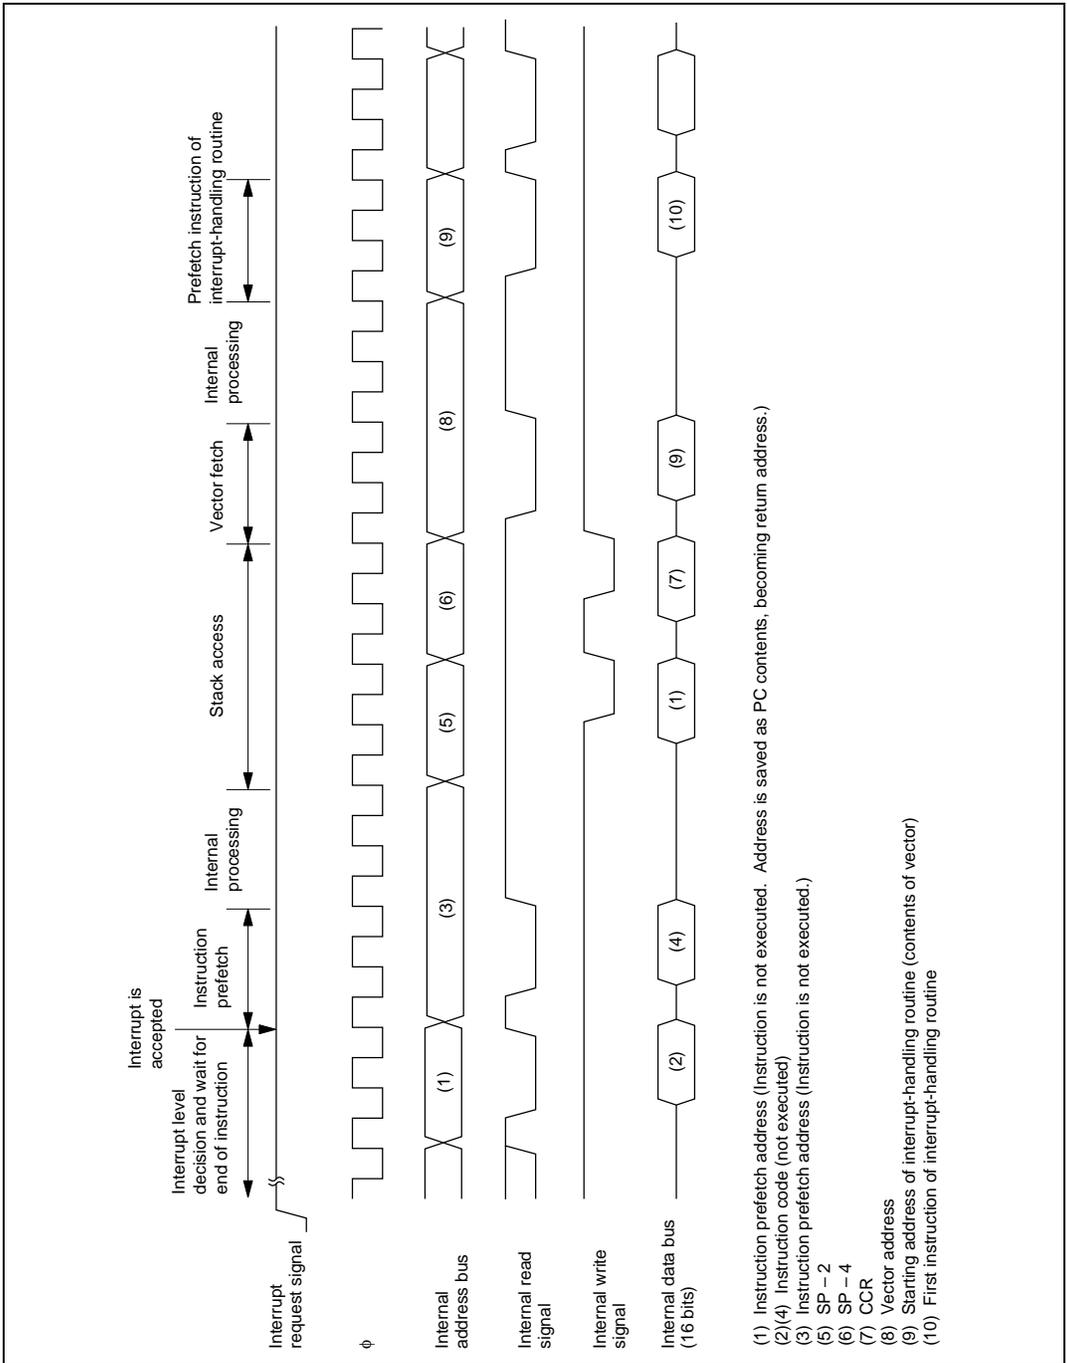 Interrupt is
accepted
Interrupt level
decision and wait for
end of instruction
Instruction
prefetch
Internal
processing
Stack access
Vector fetch
Internal
processing
Prefetch instruction of
interrupt-handling routine
Interrupt
request signal
φ
Internal
address bus
(1)
(3)
(5)
(6)
(8)
(9)
Internal read
signal
Internal write
signal
Internal data bus
(16 bits)
(2)
(4)
(1)
(7)
(9)
(10)
(1) Instruction prefetch address (Instruction is not executed. Address is saved as PC contents, becoming return address.)
(2)(4) Instruction code (not executed)
(3) Instruction prefetch address (Instruction is not executed.)
(5) SP – 2
(6) SP – 4
(7) CCR
(8) Vector address
(9) Starting address of interrupt-handling routine (contents of vector)
(10) First instruction of interrupt-handling routine